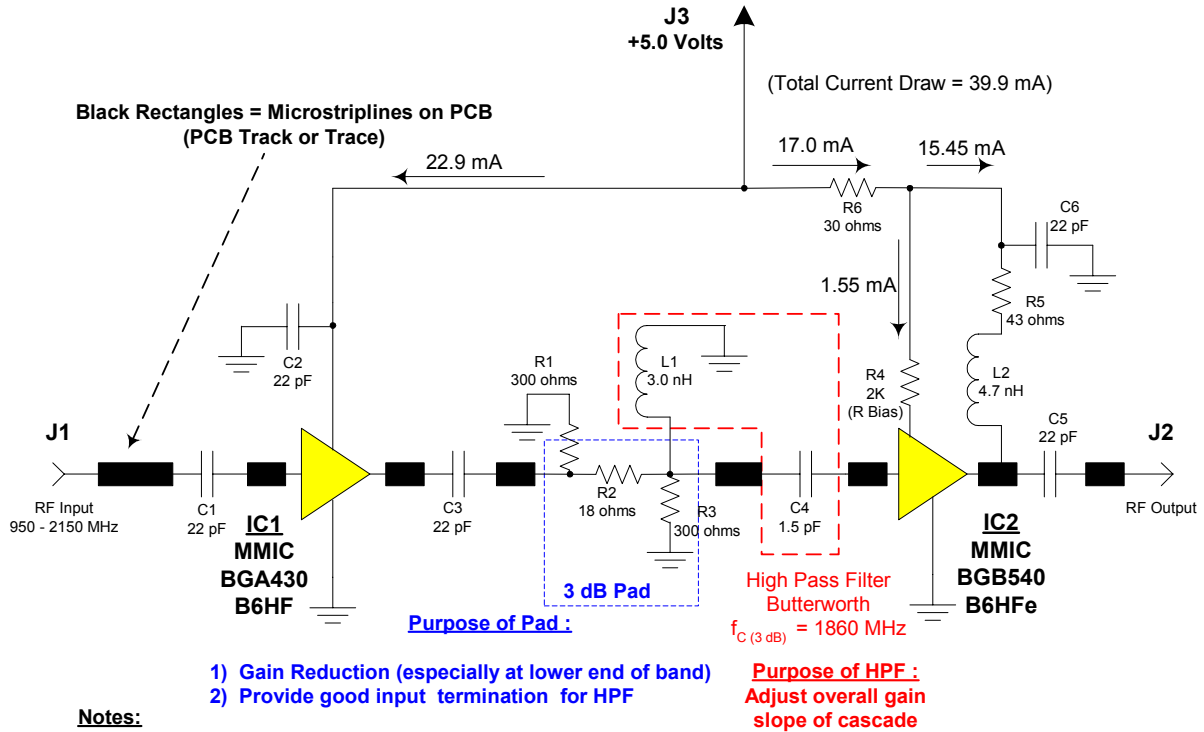 J3
+5.0 Volts
(Total Current Draw = 39.9 mA)
Black Rectangles = Microstriplines on PCB
(PCB Track or Trace)
22.9 mA
17.0 mA
15.45 mA
R6
30 ohms
C6
22 pF
1.55 mA
R5
43 ohms
C2
22 pF
R1
300 ohms
L1
3.0 nH
R4
2K
(R Bias)
L2
4.7 nH
J1
C5
22 pF
J2
RF Input
950 - 2150 MHz
C1
22 pF
IC1
MMIC
BGA430
B6HF
C3
22 pF
R2
18 ohms
R3
300 ohms
C4
1.5 pF
IC2
MMIC
BGB540
B6HFe
RF Output
3 dB Pad
High Pass Filter
Butterworth
fC (3 dB) = 1860 MHz
Purpose of Pad :
1) Gain Reduction (especially at lower end of band)
2) Provide good input termination for HPF
Purpose of HPF :
Adjust overall gain
slope of cascade
Notes: